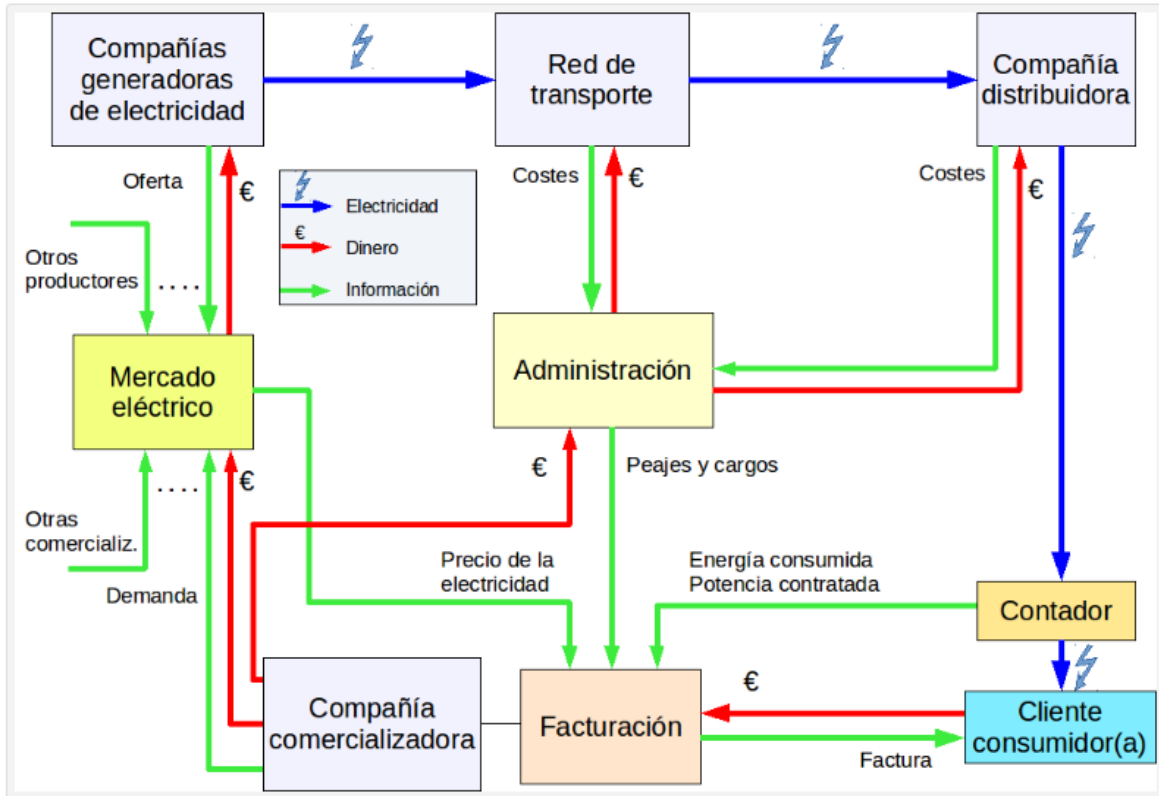 Compañías
generadoras
de electricidad
Red de
transporte
Compañía
distribuidora
Oferta
€
Costes
€
Costes
€
€
Electricidad
Dinero
Información
Otros
productores
....
Mercado
eléctrico
Administración
....
€
€
Peajes y cargos
Otras
comercializ.
Demanda
Precio de la
electricidad
Energía consumida
Potencia contratada
Contador
Compañía
comercializadora
Facturación
€
Cliente
consumidor(a)
Factura